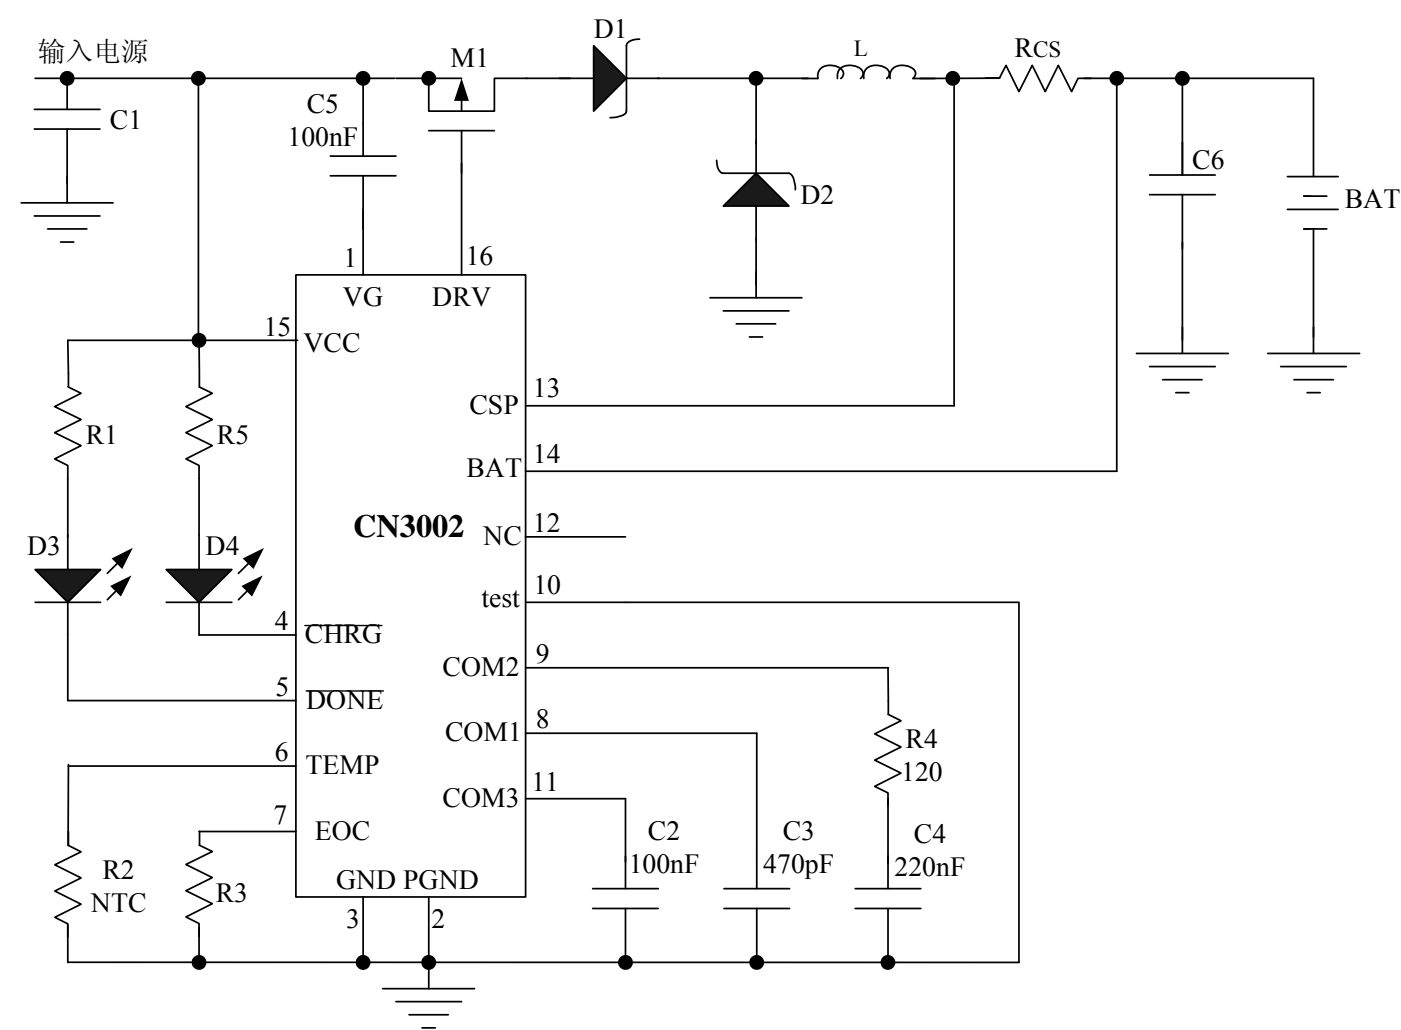 输入电源
M1
D1
L
RCS
C5
100nF
C1
C6
D2
BAT
1
16
VG
DRV
15
VCC
13
CSP
R1
R5
14
BAT
CN3002
12
NC
D3
D4
10
test
4
CHRG
9
COM2
5
DONE
8
COM1
R4
120
6
TEMP
11
COM3
7
EOC
C2
100nF
C3
470pF
C4
220nF
R2
NTC
R3
GND PGND
3
2